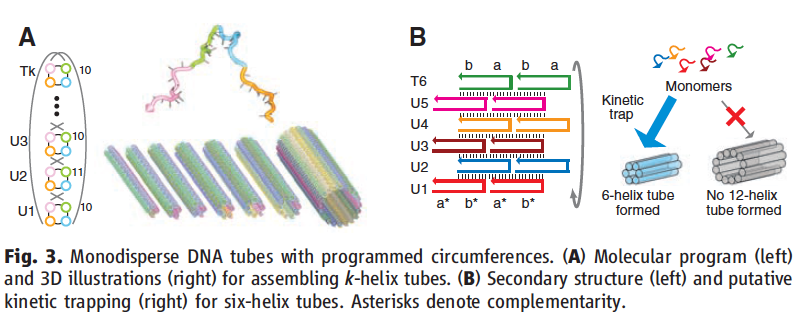 A
B
Tk
10
U3
10
U2
11
U1
10
b a b a
T6
U5
U4
U3
U2
U1
a* b* a* b*
Monomers
Kinetic
trap
6-helix tube
formed
No 12-helix
tube formed
Fig. 3. Monodisperse DNA tubes with programmed circumferences. (A) Molecular program (left)
and 3D illustrations (right) for assembling k-helix tubes. (B) Secondary structure (left) and putative
kinetic trapping (right) for six-helix tubes. Asterisks denote complementarity.